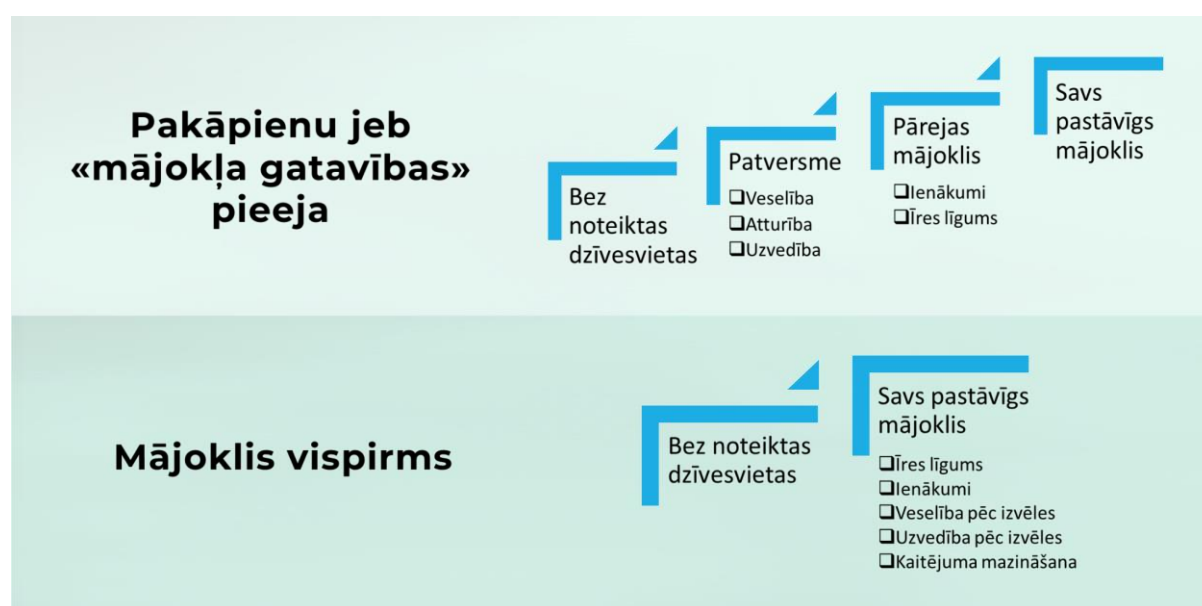 Pakāpienu jeb
«mājokļa gatavības»
pieeja
Bez
noteiktas
dzīvesvietas
Patversme
❑Veselība
❑Atturība
❑Uzvedība
Pārejas
mājoklis
❑Ienākumi
❑Īres līgums
Savs
pastāvīgs
mājoklis
Mājoklis vispirms
Bez noteiktas
dzīvesvietas
Savs pastāvīgs
mājoklis
❑Īres līgums
❑Ienākumi
❑Veselība pēc izvēles
❑Uzvedība pēc izvēles
❑Kaitējuma mazināšana